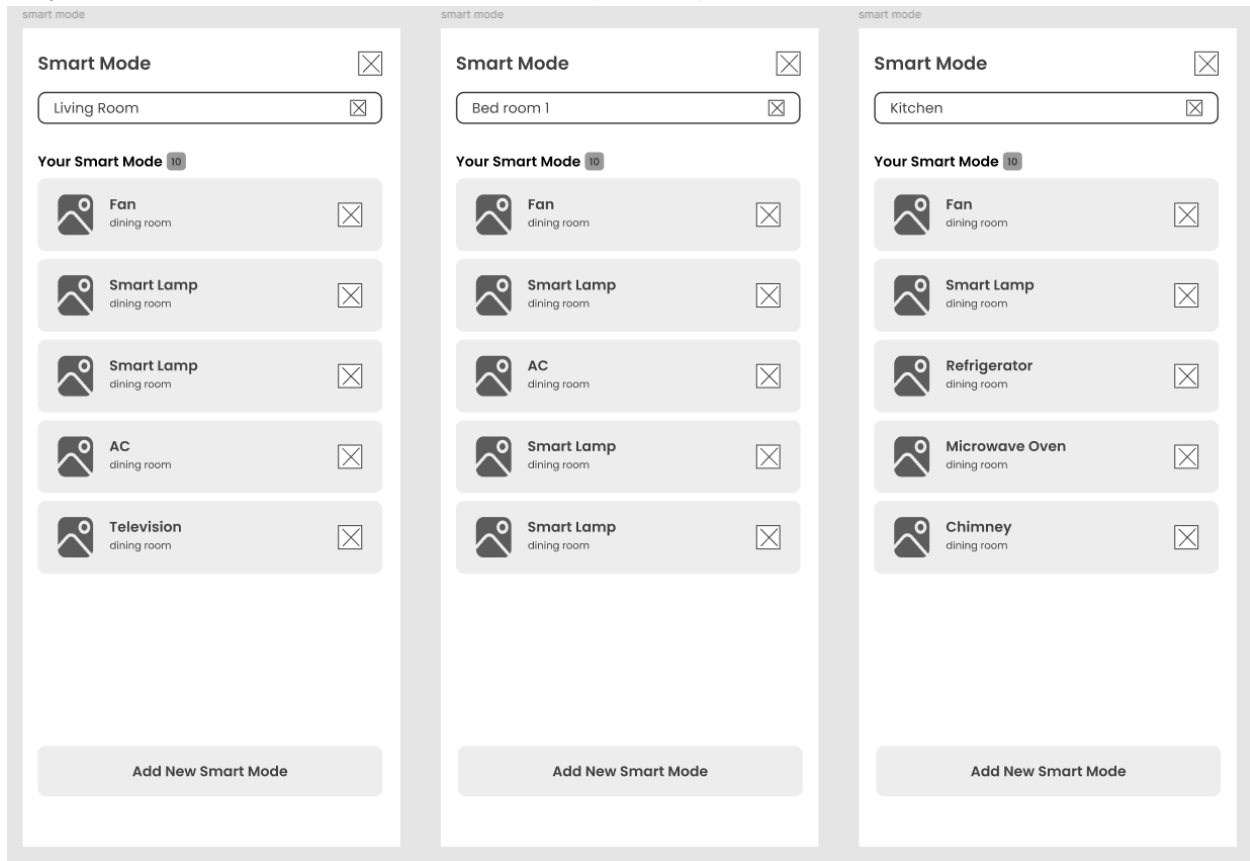 smart mode
Smart Mode
Living Room
Your Smart Mode 10
Fan
dining room
Smart Lamp
dining room
Smart Lamp
dining room
AC
dining room
Television
dining room
Add New Smart Mode
smart mode
Smart Mode
Bed room 1
Your Smart Mode 10
Fan
dining room
Smart Lamp
dining room
AC
dining room
Smart Lamp
dining room
Smart Lamp
dining room
Add New Smart Mode
smart mode
Smart Mode
Kitchen
Your Smart Mode 10
Fan
dining room
Smart Lamp
dining room
Refrigerator
dining room
Microwave Oven
dining room
Chimney
dining room
Add New Smart Mode